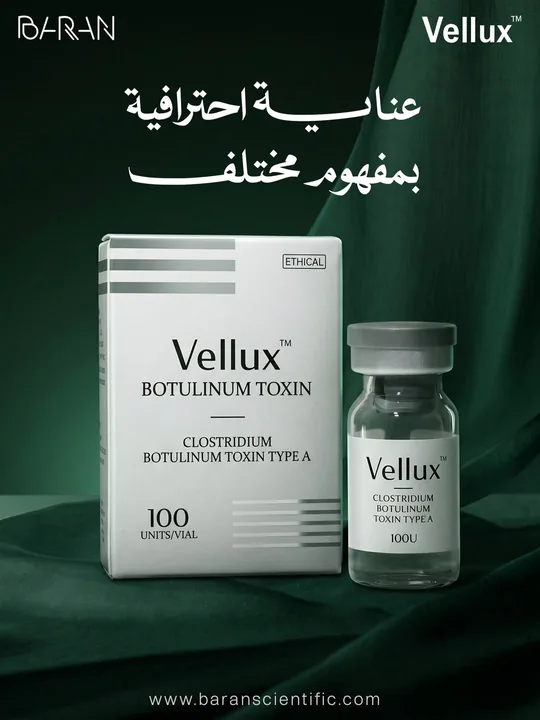 BARAN
Vellux™
عناية احترافية
بمفهوم مختلف
ETHICAL
Vellux™
BOTULINUM TOXIN
CLOSTRIDIUM
BOTULINUM TOXIN TYPE A
100
UNITS/VIAL
Vellux™
CLOSTRIDIUM
BOTULINUM
TOXIN TYPE A
100U
www.baranscientific.com